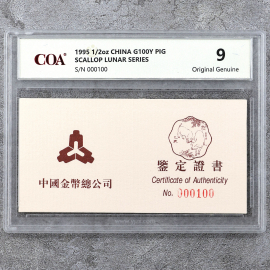 COA
1995 1/2oz CHINA G100Y PIG
SCALLOP LUNAR SERIES
S/N 000100
9
Original Genuine
中國金幣總公司
鑒定證書
Certificate of Authenticity
No. 000100